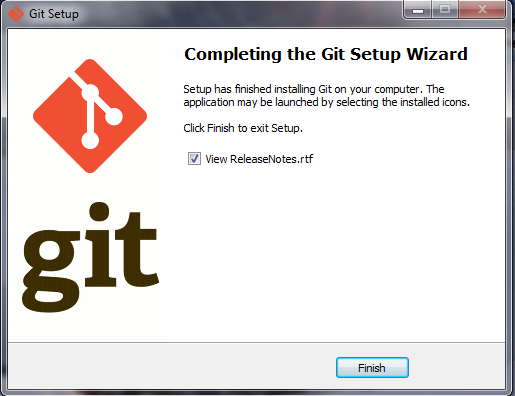 Git Setup
Completing the Git Setup Wizard
Setup has finished installing Git on your computer. The
application may be launched by selecting the installed icons.
Click Finish to exit Setup.
View ReleaseNotes.rtf
git
Finish